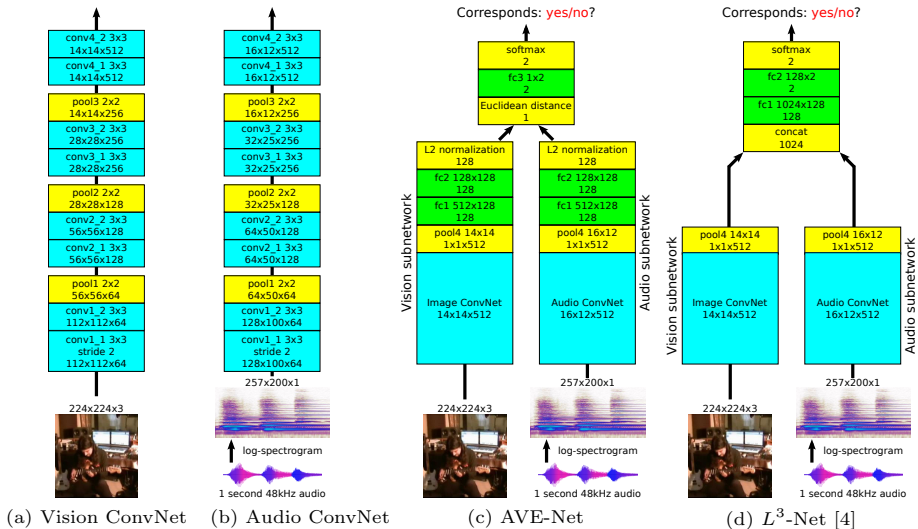 conv4_2 3x3
14x14x512
conv4_1 3x3
14x14x512
pool3 2x2
14x14x256
conv3_2 3x3
28x28x256
conv3_1 3x3
28x28x256
pool2 2x2
28x28x128
conv2_2 3x3
56x56x128
conv2_1 3x3
56x56x128
pool1 2x2
56x56x64
conv1_2 3x3
112x112x64
conv1_1 3x3
stride 2
112x112x64
224x224x3
(a) Vision ConvNet
conv4_2 3x3
16x12x512
conv4_1 3x3
16x12x512
pool3 2x2
16x12x256
conv3_2 3x3
32x25x256
conv3_1 3x3
32x25x256
pool2 2x2
32x25x128
conv2_2 3x3
64x50x128
conv2_1 3x3
64x50x128
pool1 2x2
64x50x64
conv1_2 3x3
128x100x64
conv1_1 3x3
stride 2
128x100x64
257x200x1
log-spectrogram
1 second 48kHz audio
(b) Audio ConvNet
Corresponds: yes/no?
softmax
2
fc3 1x2
2
Euclidean distance
1
Vision subnetwork
L2 normalization
128
fc2 128x128
128
fc1 512x128
128
pool4 14x14
1x1x512
Image ConvNet
14x14x512
224x224x3
L2 normalization
128
fc2 128x128
128
fc1 512x128
128
pool4 16x12
1x1x512
Audio ConvNet
16x12x512
Audio subnetwork
257x200x1
log-spectrogram
1 second 48kHz audio
(c) AVE-Net
Corresponds: yes/no?
softmax
2
fc2 128x2
2
fc1 1024x128
128
concat
1024
Vision subnetwork
pool4 14x14
1x1x512
Image ConvNet
14x14x512
224x224x3
pool4 16x12
1x1x512
Audio ConvNet
16x12x512
Audio subnetwork
257x200x1
log-spectrogram
1 second 48kHz audio
(d) L³-Net [4]